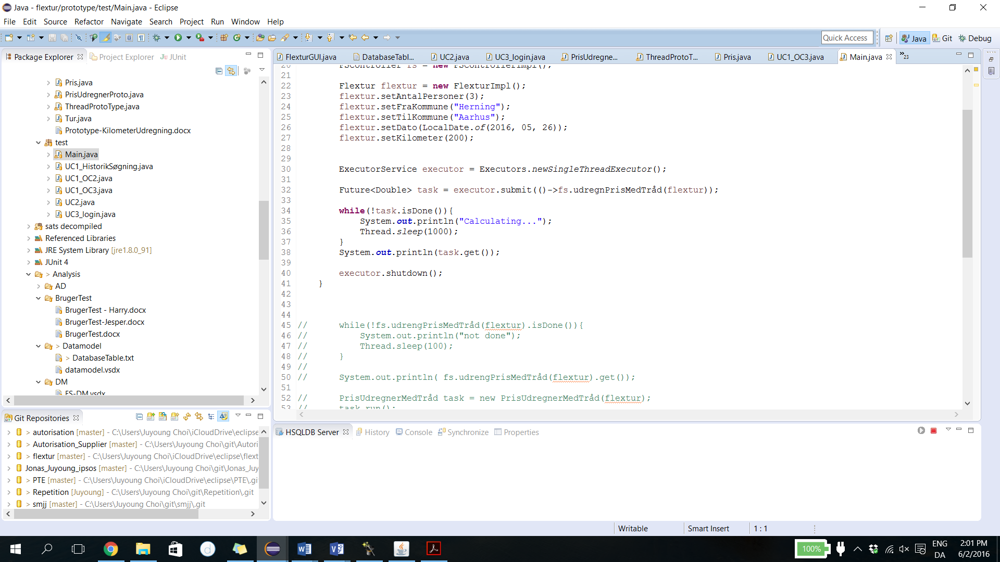 Java - flextur/prototype/test/Main.java - Eclipse
File Edit Source Refactor Navigate Search Project Run Window Help
Quick Access Java Git Debug
Package Explorer Project Explorer JUnit
Pris.java
PrisUdregnerProto.java
ThreadProtoType.java
Tur.java
Prototype-KilometerUdregning.docx
test
Main.java
UC1_HistorikSøgning.java
UC1_OC2.java
UC1_OC3.java
UC2.java
UC3_login.java
sats decompiled
Referenced Libraries
JRE System Library [jre1.8.0_91]
JUnit 4
> Analysis
AD
BrugerTest
BrugerTest - Harry.docx
BrugerTest-Jesper.docx
BrugerTest.docx
> Datamodel
> DatabaseTable.txt
datamodel.vsdx
DM
FS-DM.vsdx
Git Repositories
> autorisation [master] - C:\Users\Juyoung Choi\iCloudDrive\eclipse
> Autorisation_Supplier [master] - C:\Users\Juyoung Choi\git\Autori
> flextur [master] - C:\Users\Juyoung Choi\iCloudDrive\eclipse\flext
Jonas_Juyoung_ipsos [master] - C:\Users\Juyoung Choi\git\Jonas_Juy
> PTE [master] - C:\Users\Juyoung Choi\iCloudDrive\eclipse\PTE\.gi
> Repetition [Juyoung] - C:\Users\Juyoung Choi\git\Repetition\.git
> smjj [master] - C:\Users\Juyoung Choi\git\smjj\.git
FlexturGUI.java DatabaseTabl... UC2.java UC3_login.java PrisUdregne... ThreadProtoT... Pris.java UC1_OC3.java Main.java »23
20 FSController fs = new FSControllerImpl();
21
22 Flextur flextur = new FlexturImpl();
23 flextur.setAntalPersoner(3);
24 flextur.setFraKommune("Herning");
25 flextur.setTilKommune("Aarhus");
26 flextur.setDato(LocalDate.of(2016, 05, 26));
27 flextur.setKilometer(200);
28
29
30 ExecutorService executor = Executors.newSingleThreadExecutor();
31
32 Future<Double> task = executor.submit(()->fs.udregnPrisMedTråd(flextur));
33
34 while(!task.isDone()){
35 System.out.println("Calculating...");
36 Thread.sleep(1000);
37 }
38 System.out.println(task.get());
39
40 executor.shutdown();
41 }
42
43
44
45 // while(!fs.udrengPrisMedTråd(flextur).isDone()){
46 // System.out.println("not done");
47 // Thread.sleep(100);
48 // }
49 //
50 // System.out.println( fs.udrengPrisMedTråd(flextur).get());
51
52 // PrisUdregnerMedTråd task = new PrisUdregnerMedTråd(flextur);
53 // task.run();
HSQLDB Server History Console Synchronize Properties
Writable Smart Insert 1 : 1
100% ENG DA 2:01 PM 6/2/2016